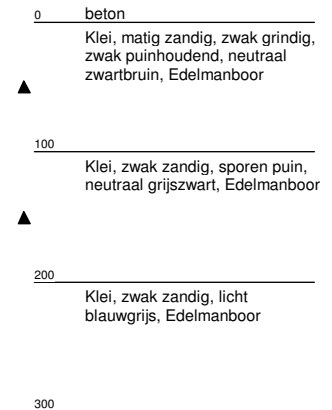 0 beton
Klei, matig zandig, zwak grindig,
zwak puinhoudend, neutraal
zwartbruin, Edelmanboor
100
Klei, zwak zandig, sporen puin,
neutraal grijszwart, Edelmanboor
200
Klei, zwak zandig, licht
blauwgrijs, Edelmanboor
300